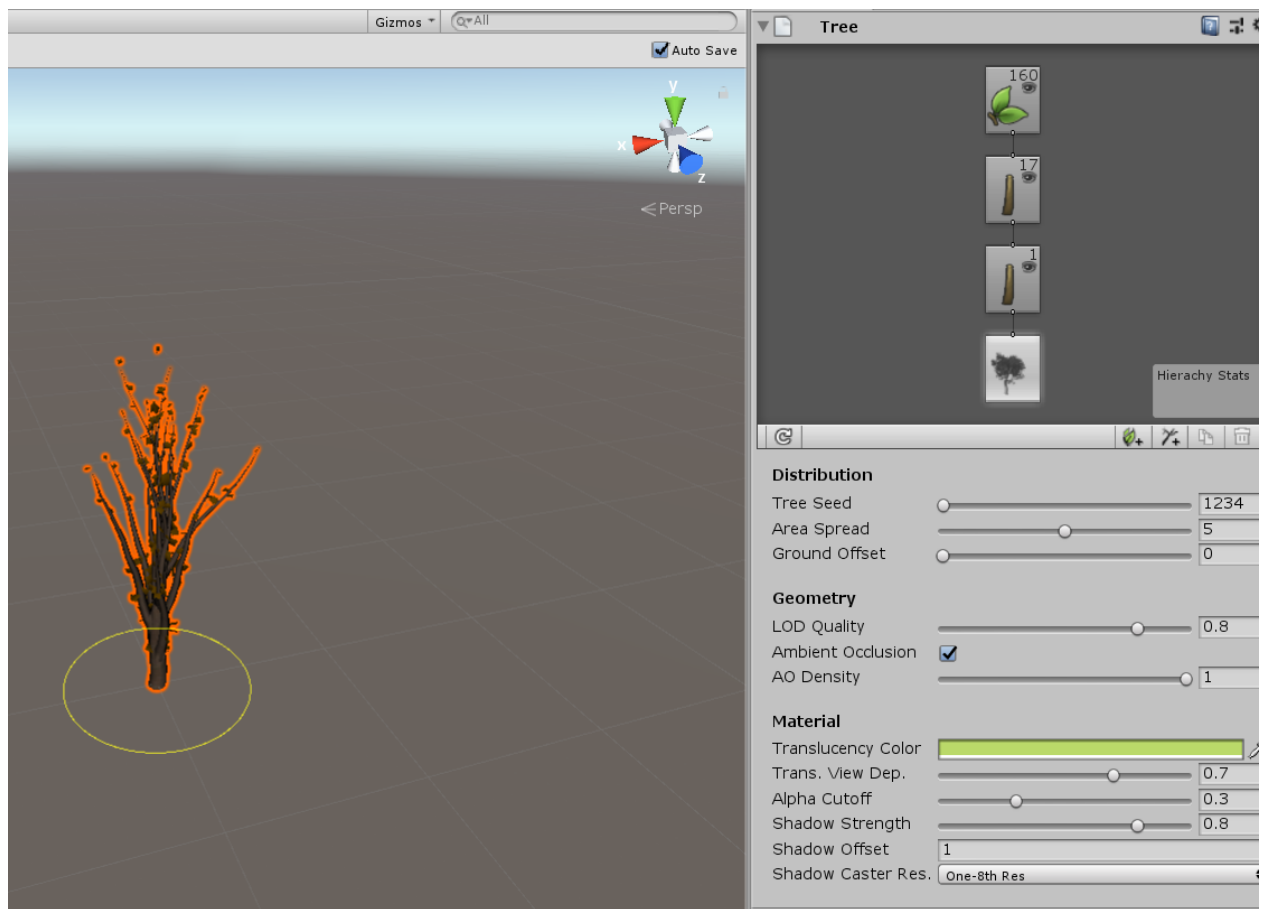 Gizmos
All
Auto Save
y
x
z
Persp
Tree
160
17
1
Hierachy Stats
Distribution
Tree Seed 1234
Area Spread 5
Ground Offset 0
Geometry
LOD Quality 0.8
Ambient Occlusion
AO Density 1
Material
Translucency Color
Trans. View Dep. 0.7
Alpha Cutoff 0.3
Shadow Strength 0.8
Shadow Offset 1
Shadow Caster Res. One-8th Res